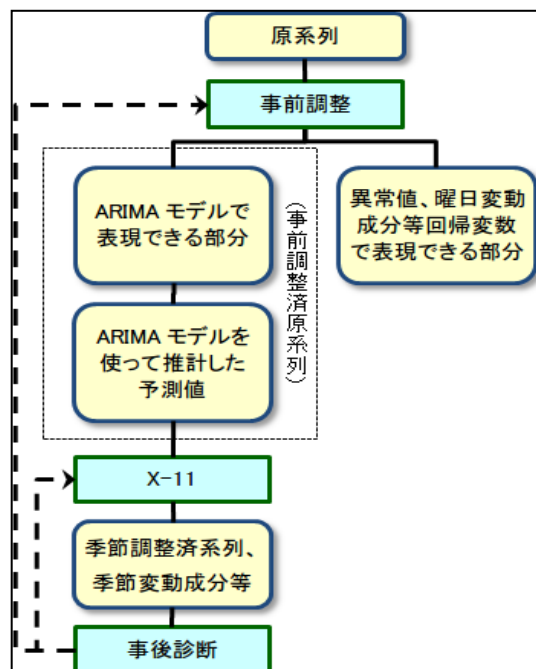 原系列
事前調整
ARIMA モデルで
表現できる部分
異常値、曜日変動
成分等回帰変数
で表現できる部分
(事前調整済原系列)
ARIMA モデルを
使って推計した
予測値
X-11
季節調整済系列、
季節変動成分等
事後診断